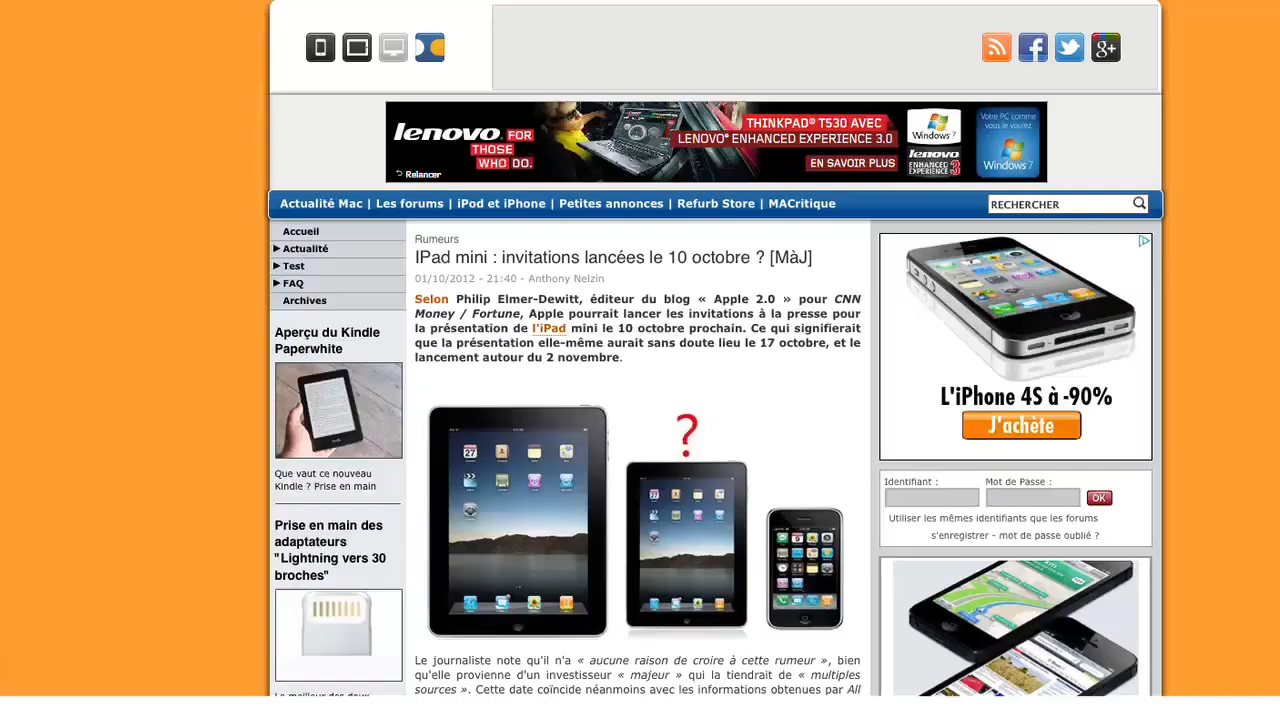 lenovo. FOR
THOSE
WHO DO.
Relancer
THINKPAD® T530 AVEC
LENOVO® ENHANCED EXPERIENCE 3.0
EN SAVOIR PLUS
Windows 7
lenovo
ENHANCED
EXPERIENCE 3
Votre PC comme
vous le voulez
Windows 7
Actualité Mac | Les forums | iPod et iPhone | Petites annonces | Refurb Store | MACritique
RECHERCHER
Accueil
Actualité
Test
FAQ
Archives
Aperçu du Kindle
Paperwhite
Que vaut ce nouveau
Kindle ? Prise en main
Prise en main des
adaptateurs
"Lightning vers 30
broches"
Le meilleur des deux
Rumeurs
IPad mini : invitations lancées le 10 octobre ? [MàJ]
01/10/2012 - 21:40 - Anthony Nelzin
Selon Philip Elmer-Dewitt, éditeur du blog « Apple 2.0 » pour CNN
Money / Fortune, Apple pourrait lancer les invitations à la presse pour
la présentation de l'iPad mini le 10 octobre prochain. Ce qui signifierait
que la présentation elle-même aurait sans doute lieu le 17 octobre, et le
lancement autour du 2 novembre.
?
Le journaliste note qu'il n'a « aucune raison de croire à cette rumeur », bien
qu'elle provienne d'un investisseur « majeur » qui la tiendrait de « multiples
sources ». Cette date coïncide néanmoins avec les informations obtenues par All
L'iPhone 4S à -90%
J'achète
Identifiant :
Mot de Passe :
OK
Utiliser les mêmes identifiants que les forums
s'enregistrer - mot de passe oublié ?